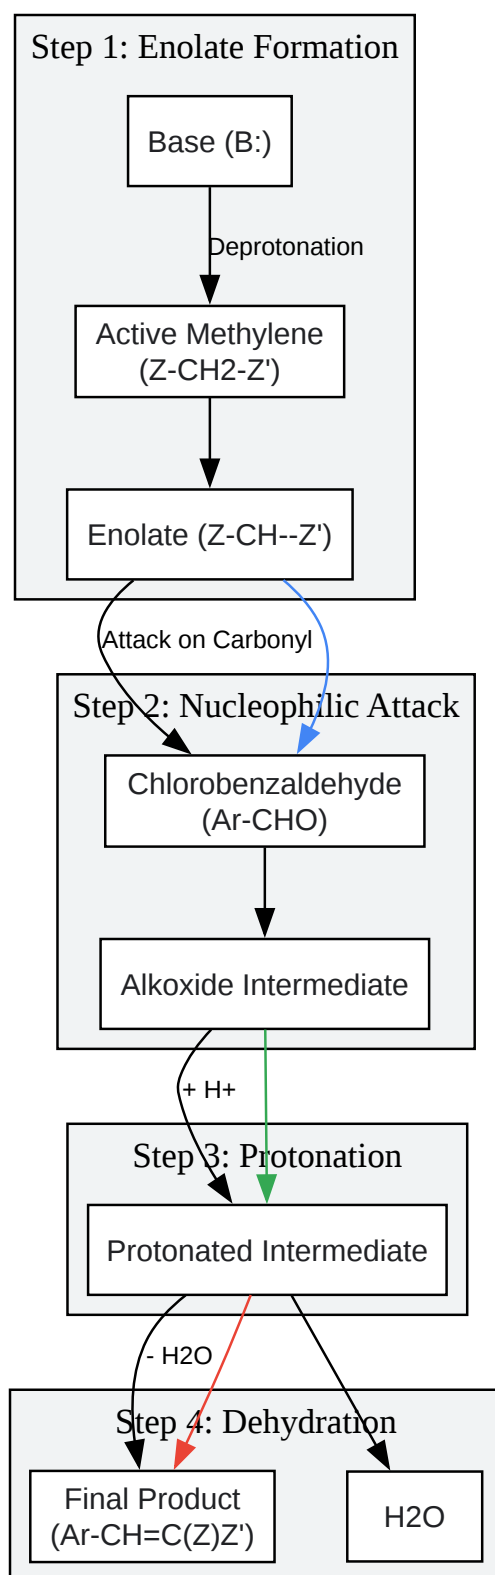 Step 1: Enolate Formation
Base (B:)
Deprotonation
Active Methylene
(Z-CH2-Z')
Enolate (Z-CH--Z')
Attack on Carbonyl
Step 2: Nucleophilic Attack
Chlorobenzaldehyde
(Ar-CHO)
Alkoxide Intermediate
+ H+
Step 3: Protonation
Protonated Intermediate
- H2O
Step 4: Dehydration
Final Product
(Ar-CH=C(Z)Z')
H2O